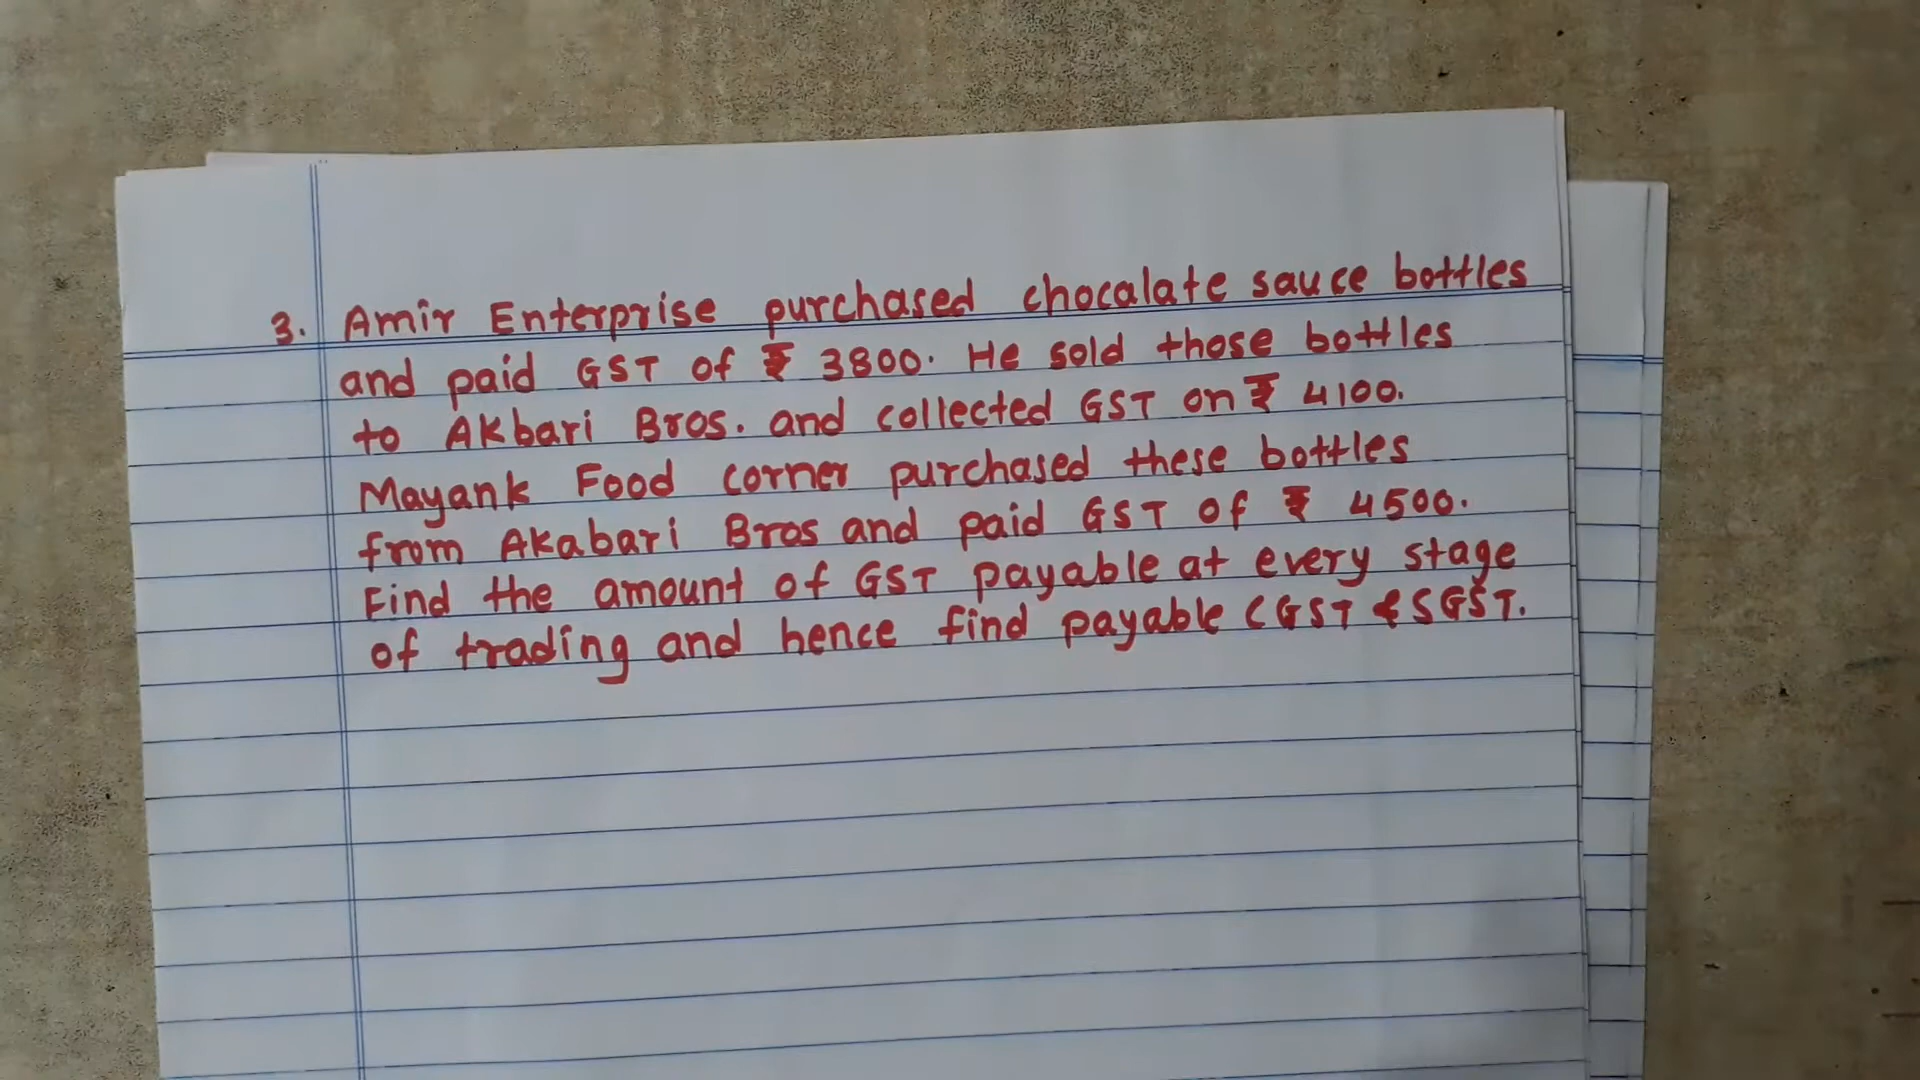 3. Amir Enterprise purchased chocalate sauce bottles
and paid GST of ₹ 3800. He sold those bottles
to Akbari Bros. and collected GST on ₹ 4100.
Mayank Food corner purchased these bottles
from Akabari Bros and paid GST of ₹ 4500.
Find the amount of GST payable at every stage
of trading and hence find payable CGST & SGST.